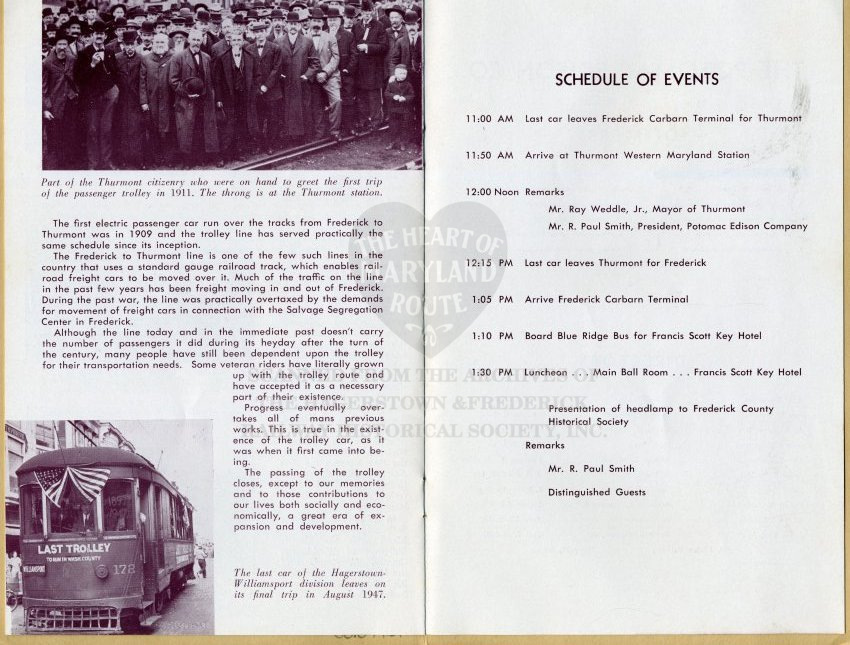 Part of the Thurmont citizenry who were on hand to greet the first trip
of the passenger trolley in 1911. The throng is at the Thurmont station.
The first electric passenger car run over the tracks from Frederick to
Thurmont was in 1909 and the trolley line has served practically the
same schedule since its inception.
The Frederick to Thurmont line is one of the few such lines in the
country that uses a standard gauge railroad track, which enables rail-
road freight cars to be moved over it. Much of the traffic on the line
in the past few years has been freight moving in and out of Frederick.
During the past war, the line was practically overtaxed by the demands
for movement of freight cars in connection with the Salvage Segregation
Center in Frederick.
Although the line today and in the immediate past doesn't carry
the number of passengers it did during its heyday after the turn of
the century, many people have still been dependent upon the trolley
for their transportation needs. Some veteran riders have literally grown
up with the trolley route and
have accepted it as a necessary
part of their existence.
Progress eventually over-
takes all of mans previous
works. This is true in the exist-
ence of the trolley car, as it
was when it first came into be-
ing.
The passing of the trolley
closes, except to our memories
and to those contributions to
our lives both socially and eco-
nomically, a great era of ex-
pansion and development.
LAST TROLLEY
TO RUN IN WASH. COUNTY
WILLIAMSPORT
178
The last car of the Hagerstown-
Williamsport division leaves on
its final trip in August 1947.
SCHEDULE OF EVENTS
11:00 AM Last car leaves Frederick Carbarn Terminal for Thurmont
11:50 AM Arrive at Thurmont Western Maryland Station
12:00 Noon Remarks
Mr. Ray Weddle, Jr., Mayor of Thurmont
Mr. R. Paul Smith, President, Potomac Edison Company
12:15 PM Last car leaves Thurmont for Frederick
1:05 PM Arrive Frederick Carbarn Terminal
1:10 PM Board Blue Ridge Bus for Francis Scott Key Hotel
1:30 PM Luncheon . . . Main Ball Room . . . Francis Scott Key Hotel
Presentation of headlamp to Frederick County
Historical Society
Remarks
Mr. R. Paul Smith
Distinguished Guests
THE HEART OF
MARYLAND
ROUTE
FROM THE ARCHIVES OF
THE HAGERSTOWN & FREDERICK
HISTORICAL SOCIETY, INC.